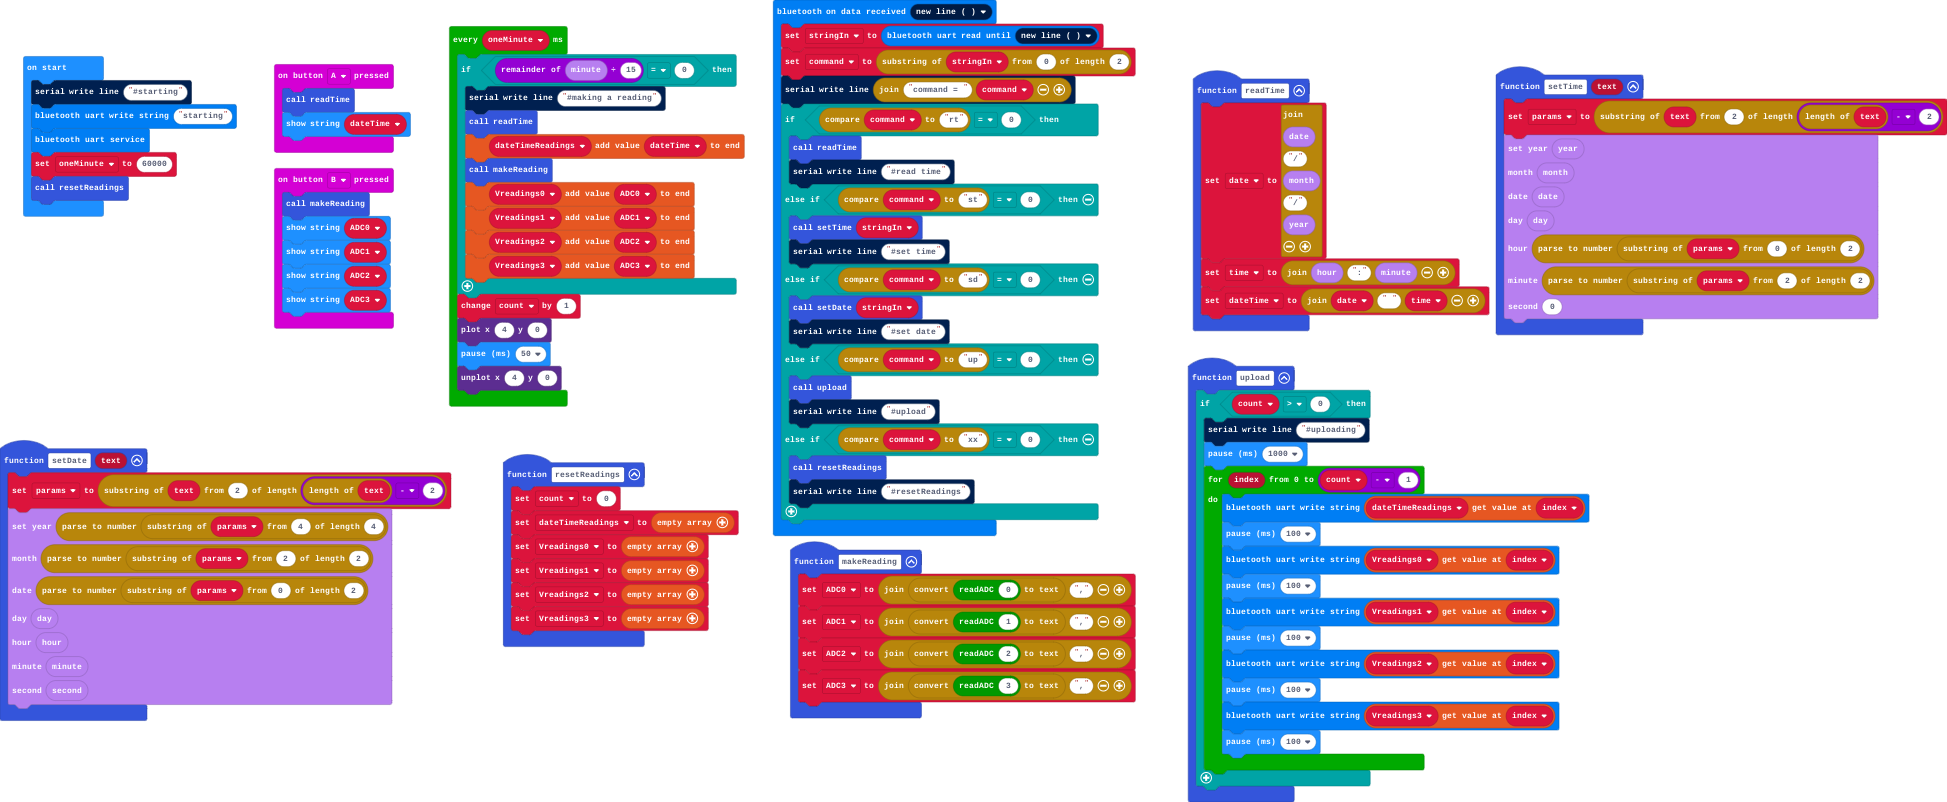 on start
serial write line "#starting"
bluetooth uart write string "starting"
bluetooth uart service
set oneMinute to 60000
call resetReadings
on button A pressed
call readTime
show string dateTime
on button B pressed
call makeReading
show string ADC0
show string ADC1
show string ADC2
show string ADC3
every oneMinute ms
if remainder of minute ÷ 15 = 0 then
serial write line "#making a reading"
call readTime
dateTimeReadings add value dateTime to end
call makeReading
Vreadings0 add value ADC0 to end
Vreadings1 add value ADC1 to end
Vreadings2 add value ADC2 to end
Vreadings3 add value ADC3 to end
change count by 1
plot x 4 y 0
pause (ms) 50
unplot x 4 y 0
bluetooth on data received new line ( )
set stringIn to bluetooth uart read until new line ( )
set command to substring of stringIn from 0 of length 2
serial write line join "command = " command
if compare command to "rt" = 0 then
call readTime
serial write line "#read time"
else if compare command to "st" = 0 then
call setTime stringIn
serial write line "#set time"
else if compare command to "sd" = 0 then
call setDate stringIn
serial write line "#set date"
else if compare command to "up" = 0 then
call upload
serial write line "#upload"
else if compare command to "xx" = 0 then
call resetReadings
serial write line "#resetReadings"
function readTime
set date to join date "/" month "/" year
set time to join hour ":" minute
set dateTime to join date " " time
function setTime text
set params to substring of text from 2 of length length of text - 2
set year year
month month
date date
day day
hour parse to number substring of params from 0 of length 2
minute parse to number substring of params from 2 of length 2
second 0
function setDate text
set params to substring of text from 2 of length length of text - 2
set year parse to number substring of params from 4 of length 4
month parse to number substring of params from 2 of length 2
date parse to number substring of params from 0 of length 2
day day
hour hour
minute minute
second second
function resetReadings
set count to 0
set dateTimeReadings to empty array
set Vreadings0 to empty array
set Vreadings1 to empty array
set Vreadings2 to empty array
set Vreadings3 to empty array
function makeReading
set ADC0 to join convert readADC 0 to text ","
set ADC1 to join convert readADC 1 to text ","
set ADC2 to join convert readADC 2 to text ","
set ADC3 to join convert readADC 3 to text ","
function upload
if count > 0 then
serial write line "#uploading"
pause (ms) 1000
for index from 0 to count - 1
do
bluetooth uart write string dateTimeReadings get value at index
pause (ms) 100
bluetooth uart write string Vreadings0 get value at index
pause (ms) 100
bluetooth uart write string Vreadings1 get value at index
pause (ms) 100
bluetooth uart write string Vreadings2 get value at index
pause (ms) 100
bluetooth uart write string Vreadings3 get value at index
pause (ms) 100